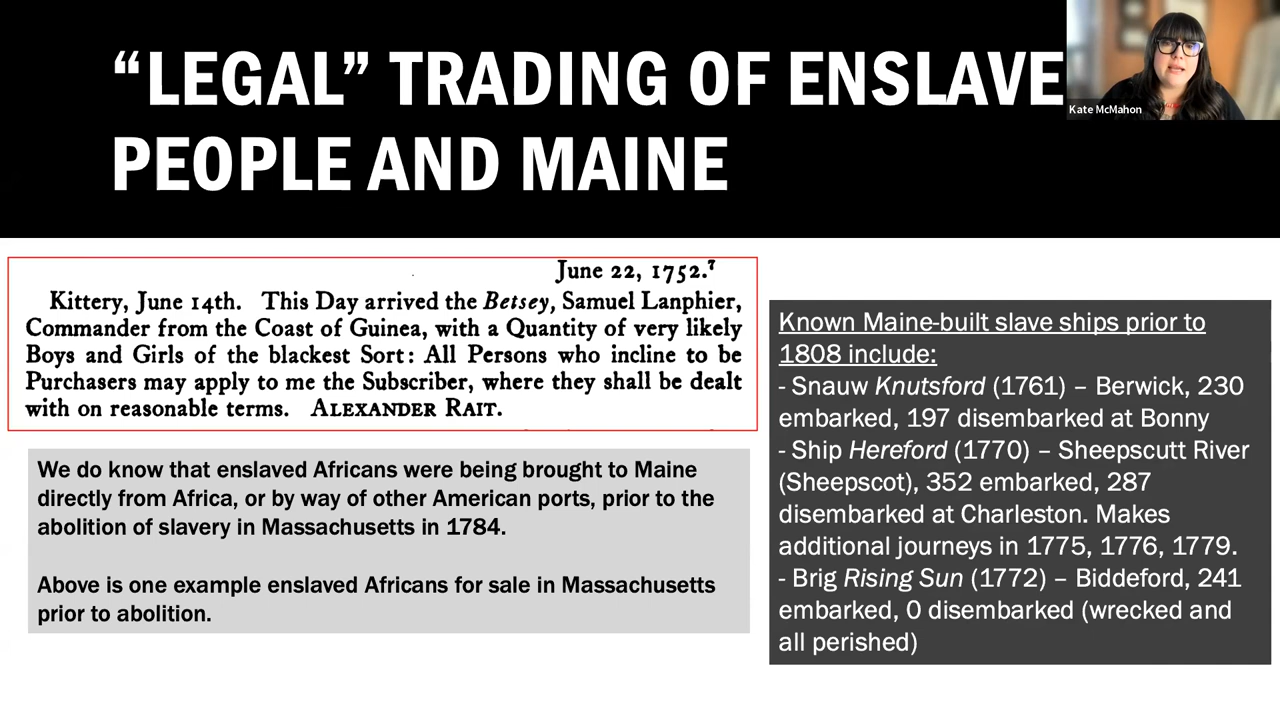 “LEGAL” TRADING OF ENSLAVE
PEOPLE AND MAINE
Kate McMahon
June 22, 1752.⁷
Kittery, June 14th. This Day arrived the Betsey, Samuel Lanphier,
Commander from the Coast of Guinea, with a Quantity of very likely
Boys and Girls of the blackest Sort: All Persons who incline to be
Purchasers may apply to me the Subscriber, where they shall be dealt
with on reasonable terms. ALEXANDER RAIT.
We do know that enslaved Africans were being brought to Maine
directly from Africa, or by way of other American ports, prior to the
abolition of slavery in Massachusetts in 1784.
Above is one example enslaved Africans for sale in Massachusetts
prior to abolition.
Known Maine-built slave ships prior to
1808 include:
- Snauw Knutsford (1761) – Berwick, 230
embarked, 197 disembarked at Bonny
- Ship Hereford (1770) – Sheepscutt River
(Sheepscot), 352 embarked, 287
disembarked at Charleston. Makes
additional journeys in 1775, 1776, 1779.
- Brig Rising Sun (1772) – Biddeford, 241
embarked, 0 disembarked (wrecked and
all perished)